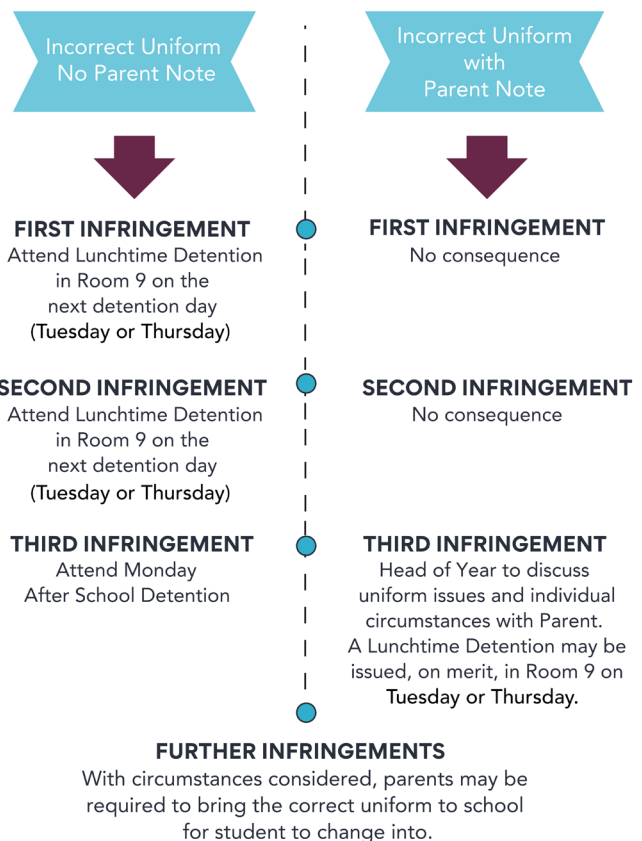 Incorrect Uniform
No Parent Note
Incorrect Uniform
with
Parent Note
FIRST INFRINGEMENT
Attend Lunchtime Detention
in Room 9 on the
next detention day
(Tuesday or Thursday)
FIRST INFRINGEMENT
No consequence
SECOND INFRINGEMENT
Attend Lunchtime Detention
in Room 9 on the
next detention day
(Tuesday or Thursday)
SECOND INFRINGEMENT
No consequence
THIRD INFRINGEMENT
Attend Monday
After School Detention
THIRD INFRINGEMENT
Head of Year to discuss
uniform issues and individual
circumstances with Parent.
A Lunchtime Detention may be
issued, on merit, in Room 9 on
Tuesday or Thursday.
FURTHER INFRINGEMENTS
With circumstances considered, parents may be
required to bring the correct uniform to school
for student to change into.